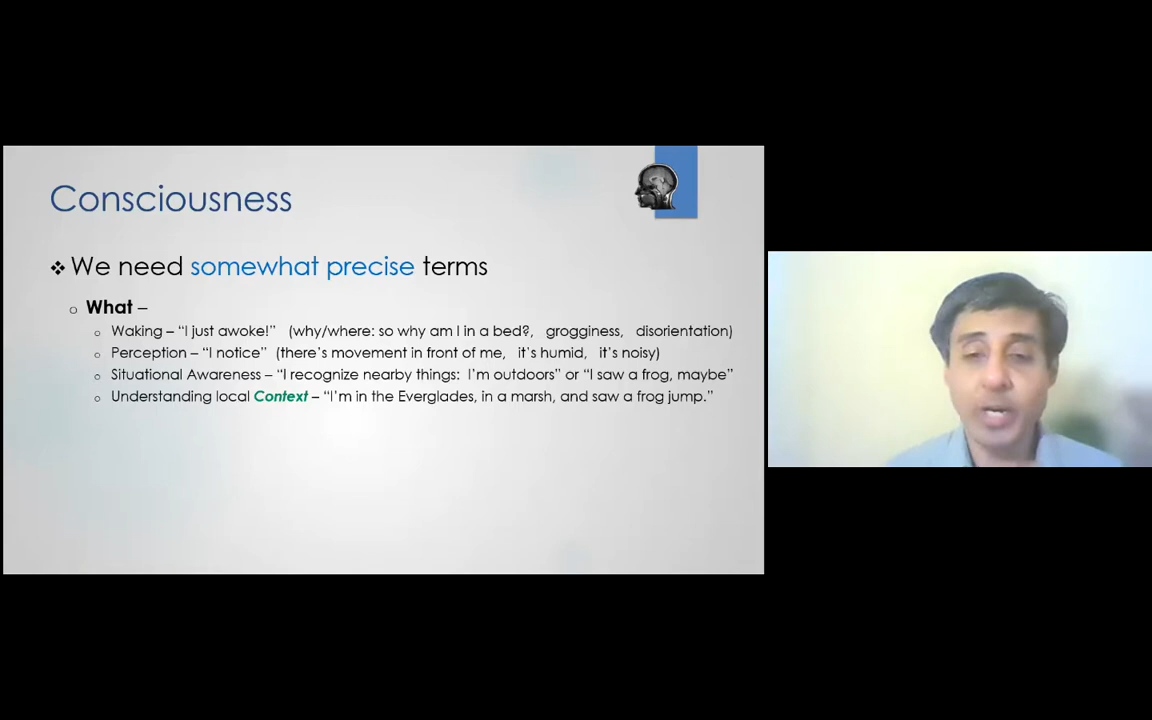 Consciousness
We need somewhat precise terms
What –
Waking – “I just awoke!” (why/where: so why am I in a bed?, grogginess, disorientation)
Perception – “I notice” (there’s movement in front of me, it’s humid, it’s noisy)
Situational Awareness – “I recognize nearby things: I’m outdoors” or “I saw a frog, maybe”
Understanding local Context – “I’m in the Everglades, in a marsh, and saw a frog jump.”